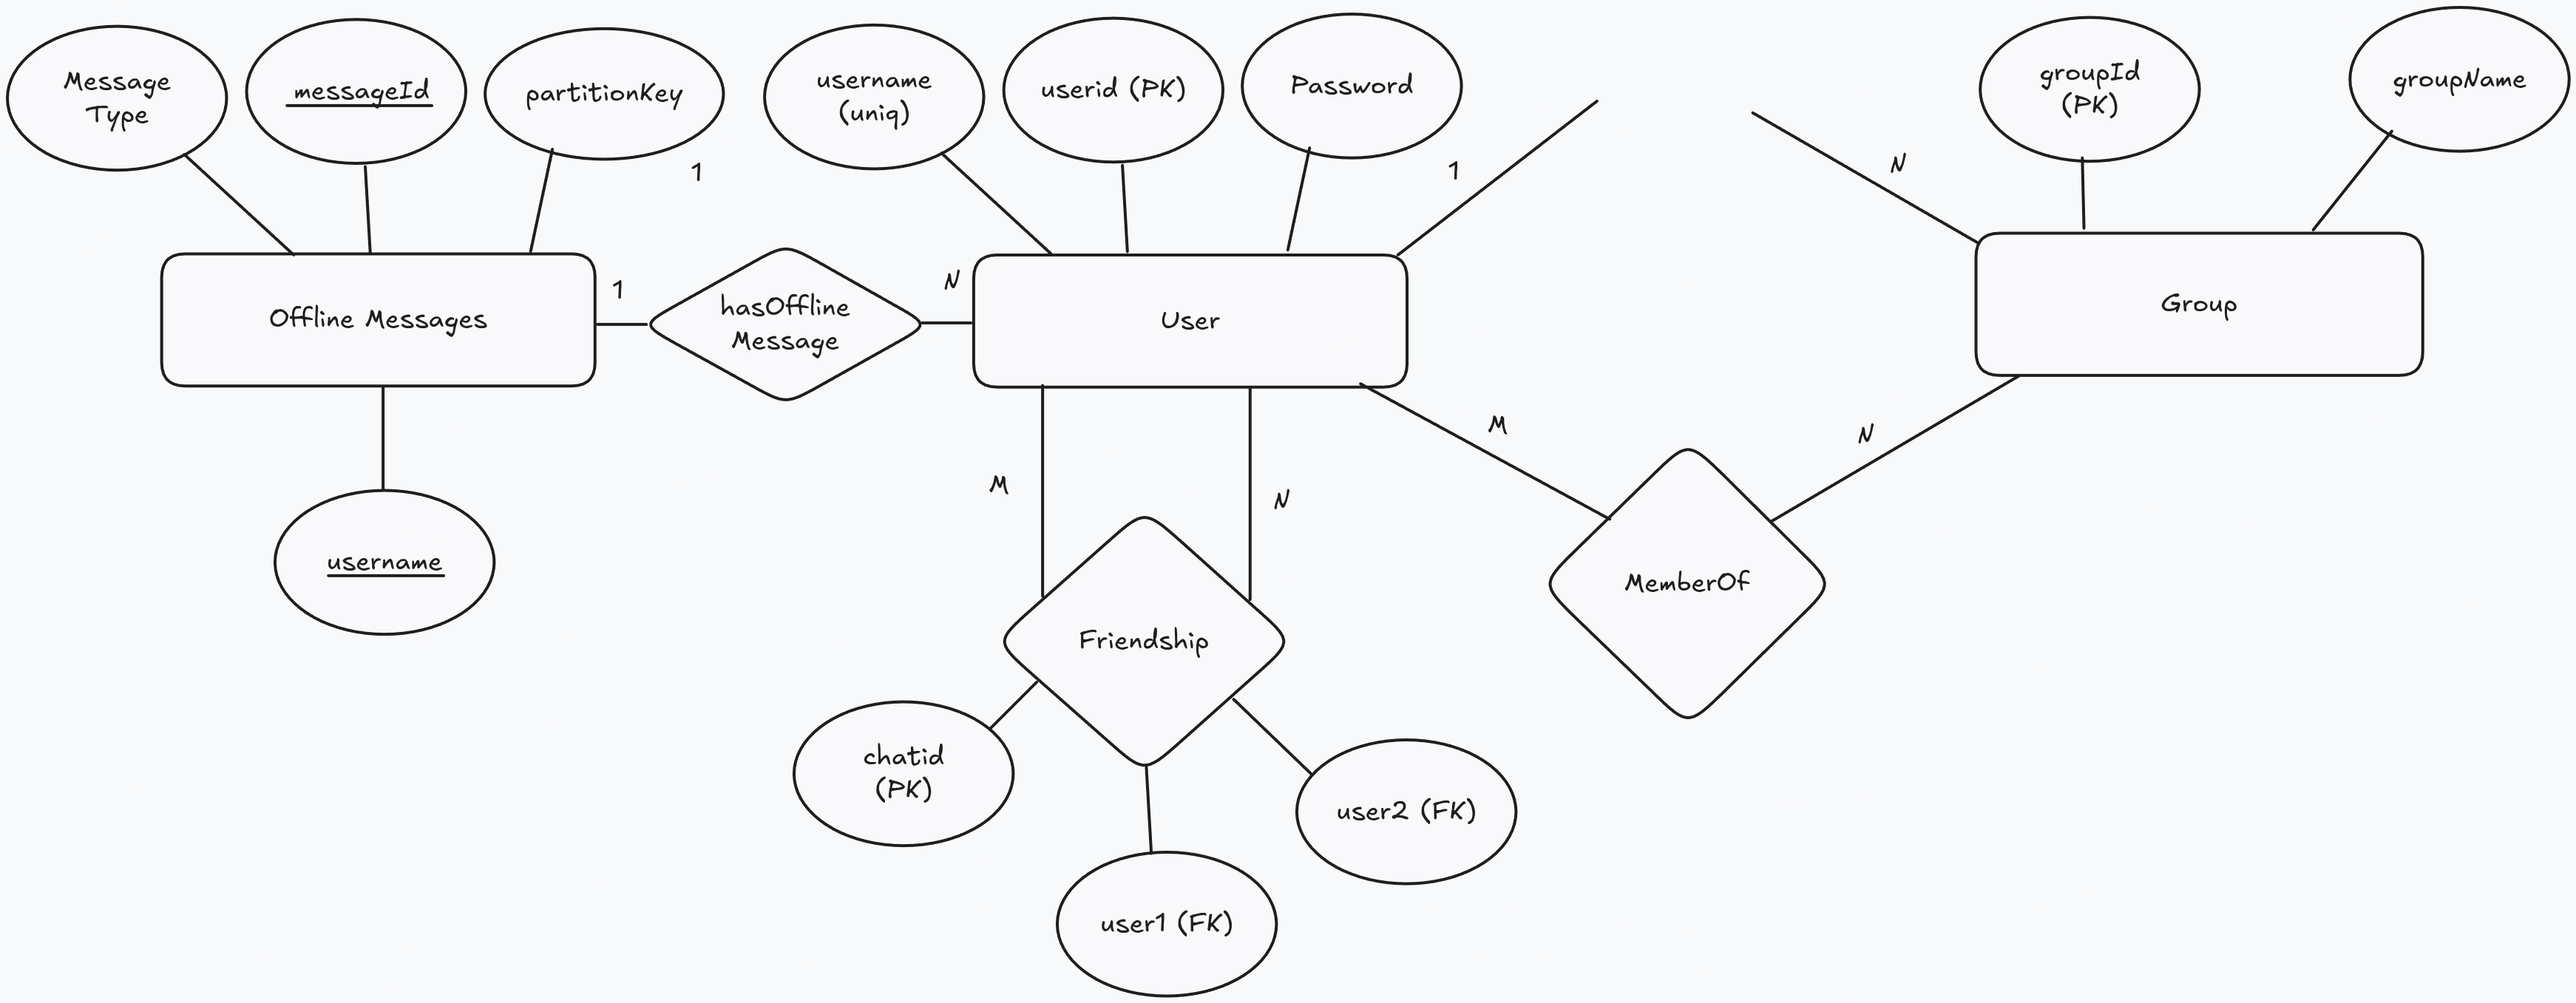 Message
Type
messageId
partitionKey
username
(uniq)
userid (PK)
Password
groupId
(PK)
groupName
1
1
N
Offline Messages
1
hasOffline
Message
N
User
Group
username
M
N
M
N
MemberOf
Friendship
chatid
(PK)
user2 (FK)
user1 (FK)